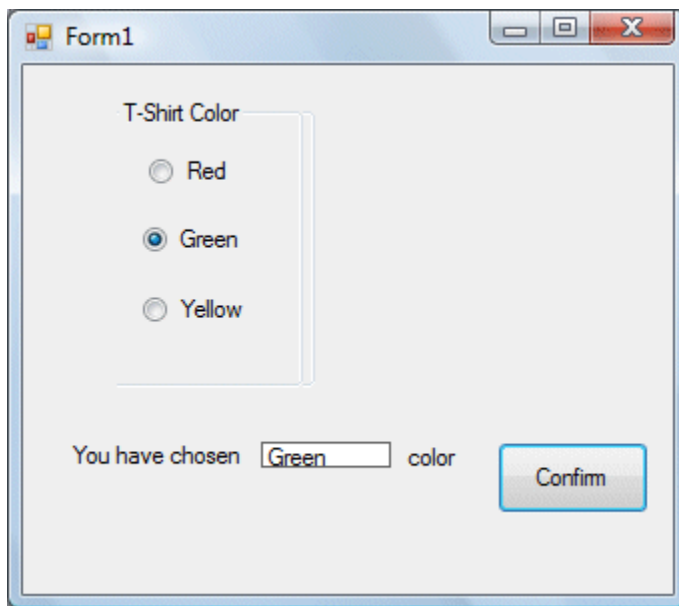 Form1
T-Shirt Color
Red
Green
Yellow
You have chosen Green color
Confirm